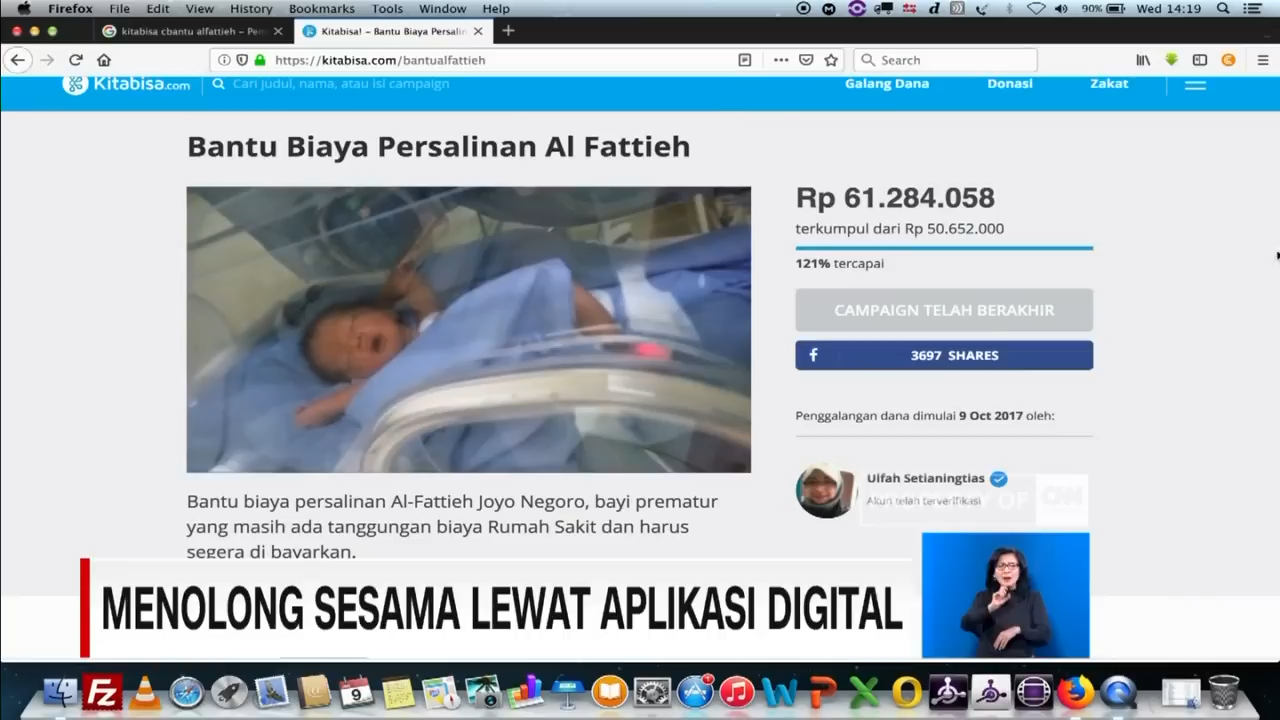 Firefox File Edit View History Bookmarks Tools Window Help 90% Wed 14:19
kitabisa cbantu alfattieh – Pen
Kitabisa! – Bantu Biaya Persalin
https://kitabisa.com/bantualfattieh
Search
Kitabisa.com
Cari judul, nama, atau isi campaign
Galang Dana Donasi Zakat
Bantu Biaya Persalinan Al Fattieh
Rp 61.284.058
terkumpul dari Rp 50.652.000
121% tercapai
CAMPAIGN TELAH BERAKHIR
f 3697 SHARES
Penggalangan dana dimulai 9 Oct 2017 oleh:
Ulfah Setianingtias
Akun telah terverifikasi
Bantu biaya persalinan Al-Fattieh Joyo Negoro, bayi prematur
yang masih ada tanggungan biaya Rumah Sakit dan harus
segera di bayarkan.
MENOLONG SESAMA LEWAT APLIKASI DIGITAL